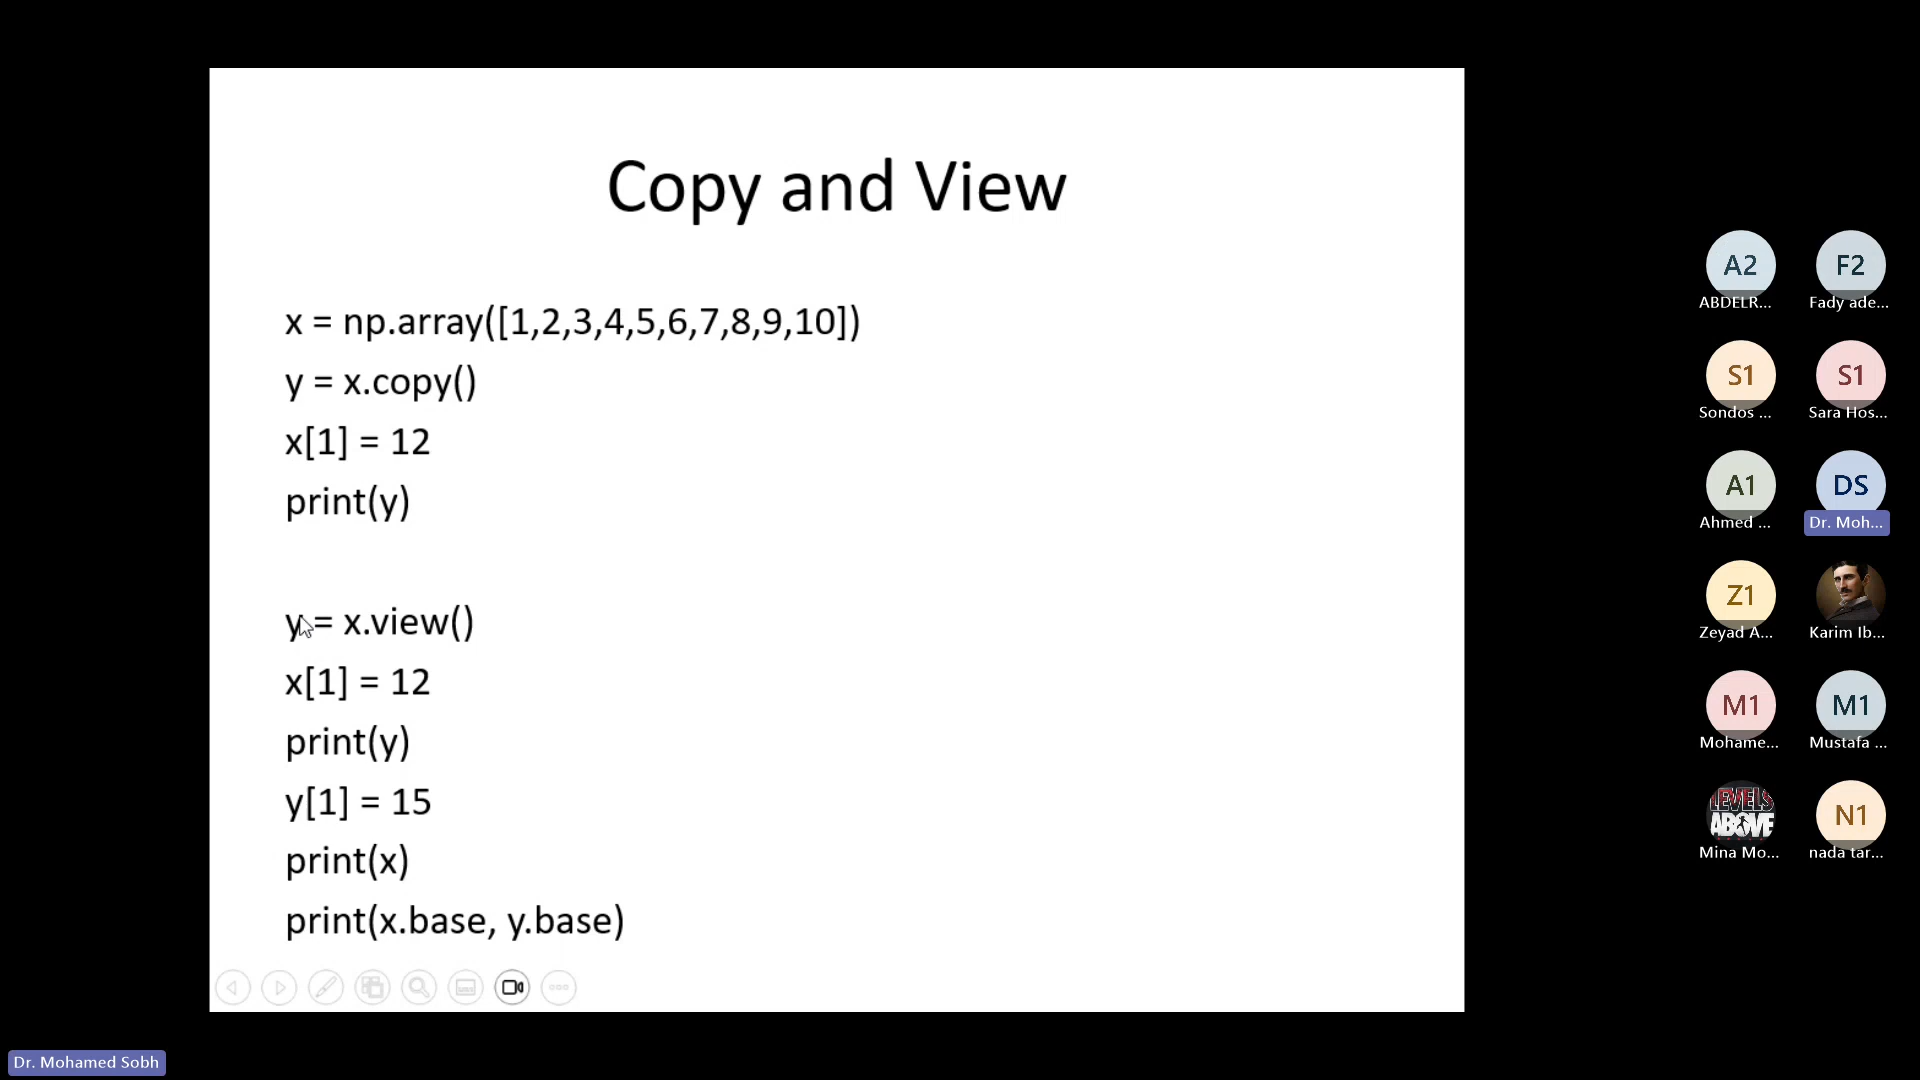 Copy and View
x = np.array([1,2,3,4,5,6,7,8,9,10])
y = x.copy()
x[1] = 12
print(y)
y = x.view()
x[1] = 12
print(y)
y[1] = 15
print(x)
print(x.base, y.base)
A2
ABDELR...
F2
Fady ade...
S1
Sondos ...
S1
Sara Hos...
A1
Ahmed ...
DS
Dr. Moh...
Z1
Zeyad A...
Karim Ib...
M1
Mohame...
M1
Mustafa ...
LEVELS
ABOVE
Mina Mo...
N1
nada tar...
Dr. Mohamed Sobh